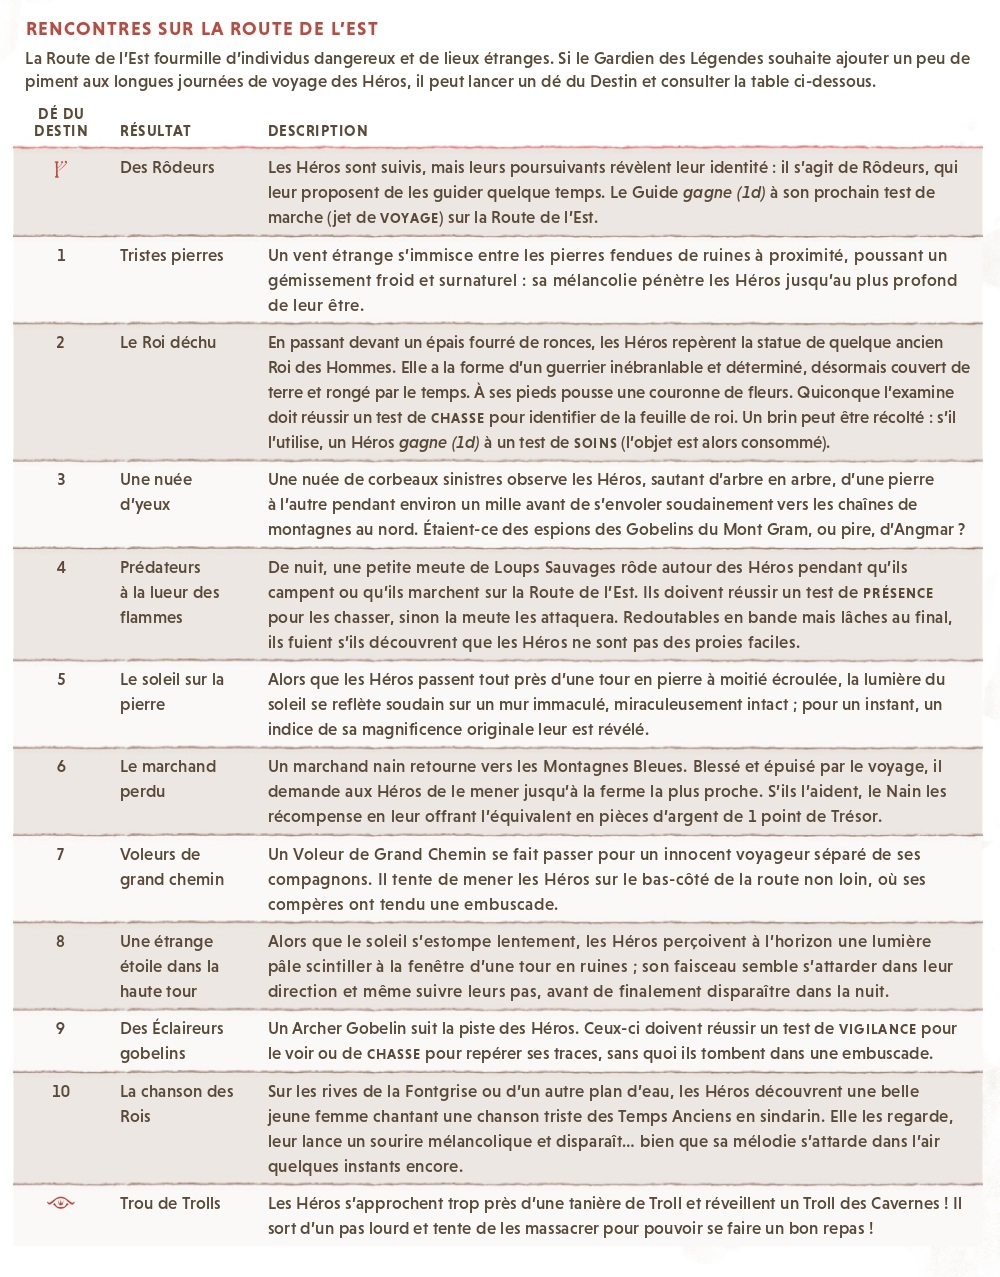 RENCONTRES SUR LA ROUTE DE L'EST
La Route de l'Est fourmille d'individus dangereux et de lieux étranges. Si le Gardien des Légendes souhaite ajouter un peu de
piment aux longues journées de voyage des Héros, il peut lancer un dé du Destin et consulter la table ci-dessous.
DÉ DU
DESTIN RÉSULTAT DESCRIPTION
Des Rôdeurs Les Héros sont suivis, mais leurs poursuivants révèlent leur identité : il s'agit de Rôdeurs, qui
leur proposent de les guider quelque temps. Le Guide gagne (1d) à son prochain test de
marche (jet de VOYAGE) sur la Route de l'Est.
1 Tristes pierres Un vent étrange s'immisce entre les pierres fendues de ruines à proximité, poussant un
gémissement froid et surnaturel : sa mélancolie pénètre les Héros jusqu'au plus profond
de leur être.
2 Le Roi déchu En passant devant un épais fourré de ronces, les Héros repèrent la statue de quelque ancien
Roi des Hommes. Elle a la forme d'un guerrier inébranlable et déterminé, désormais couvert de
terre et rongé par le temps. À ses pieds pousse une couronne de fleurs. Quiconque l'examine
doit réussir un test de CHASSE pour identifier de la feuille de roi. Un brin peut être récolté : s'il
l'utilise, un Héros gagne (1d) à un test de SOINS (l'objet est alors consommé).
3 Une nuée Une nuée de corbeaux sinistres observe les Héros, sautant d'arbre en arbre, d'une pierre
d'yeux à l'autre pendant environ un mille avant de s'envoler soudainement vers les chaînes de
montagnes au nord. Étaient-ce des espions des Gobelins du Mont Gram, ou pire, d'Angmar ?
4 Prédateurs De nuit, une petite meute de Loups Sauvages rôde autour des Héros pendant qu'ils
à la lueur des campent ou qu'ils marchent sur la Route de l'Est. Ils doivent réussir un test de PRÉSENCE
flammes pour les chasser, sinon la meute les attaquera. Redoutables en bande mais lâches au final,
ils fuient s'ils découvrent que les Héros ne sont pas des proies faciles.
5 Le soleil sur la Alors que les Héros passent tout près d'une tour en pierre à moitié écroulée, la lumière du
pierre soleil se reflète soudain sur un mur immaculé, miraculeusement intact ; pour un instant, un
indice de sa magnificence originale leur est révélé.
6 Le marchand Un marchand nain retourne vers les Montagnes Bleues. Blessé et épuisé par le voyage, il
perdu demande aux Héros de le mener jusqu'à la ferme la plus proche. S'ils l'aident, le Nain les
récompense en leur offrant l'équivalent en pièces d'argent de 1 point de Trésor.
7 Voleurs de Un Voleur de Grand Chemin se fait passer pour un innocent voyageur séparé de ses
grand chemin compagnons. Il tente de mener les Héros sur le bas-côté de la route non loin, où ses
compères ont tendu une embuscade.
8 Une étrange Alors que le soleil s'estompe lentement, les Héros perçoivent à l'horizon une lumière
étoile dans la pâle scintiller à la fenêtre d'une tour en ruines ; son faisceau semble s'attarder dans leur
haute tour direction et même suivre leurs pas, avant de finalement disparaître dans la nuit.
9 Des Éclaireurs Un Archer Gobelin suit la piste des Héros. Ceux-ci doivent réussir un test de VIGILANCE pour
gobelins le voir ou de CHASSE pour repérer ses traces, sans quoi ils tombent dans une embuscade.
10 La chanson des Sur les rives de la Fontgrise ou d'un autre plan d'eau, les Héros découvrent une belle
Rois jeune femme chantant une chanson triste des Temps Anciens en sindarin. Elle les regarde,
leur lance un sourire mélancolique et disparaît... bien que sa mélodie s'attarde dans l'air
quelques instants encore.
Trou de Trolls Les Héros s'approchent trop près d'une tanière de Troll et réveillent un Troll des Cavernes ! Il
sort d'un pas lourd et tente de les massacrer pour pouvoir se faire un bon repas !